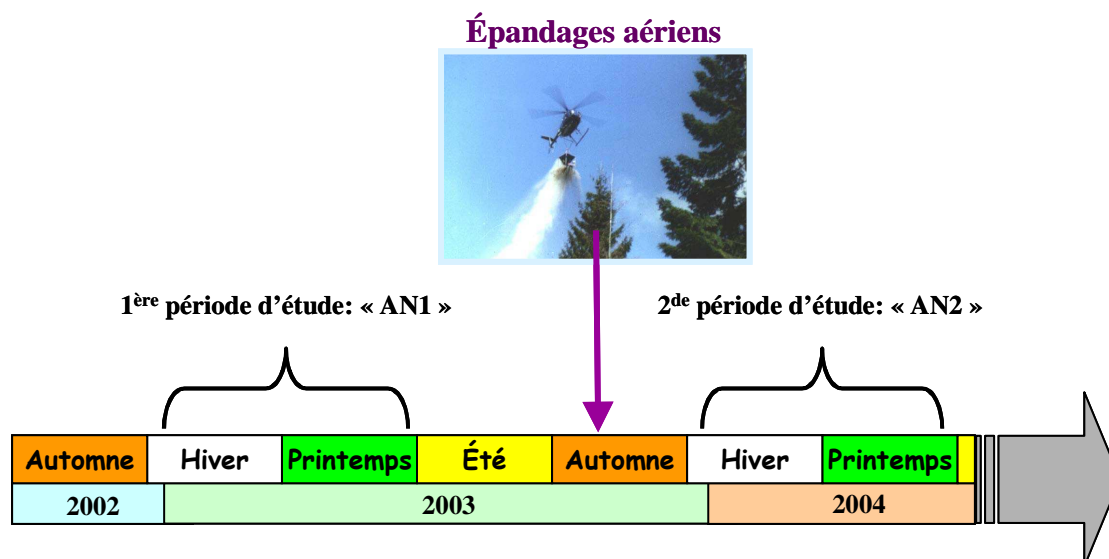 Épandages aériens
1ère période d’étude: « AN1 »
2de période d’étude: « AN2 »
Automne Hiver Printemps Été Automne Hiver Printemps
2002 2003 2004